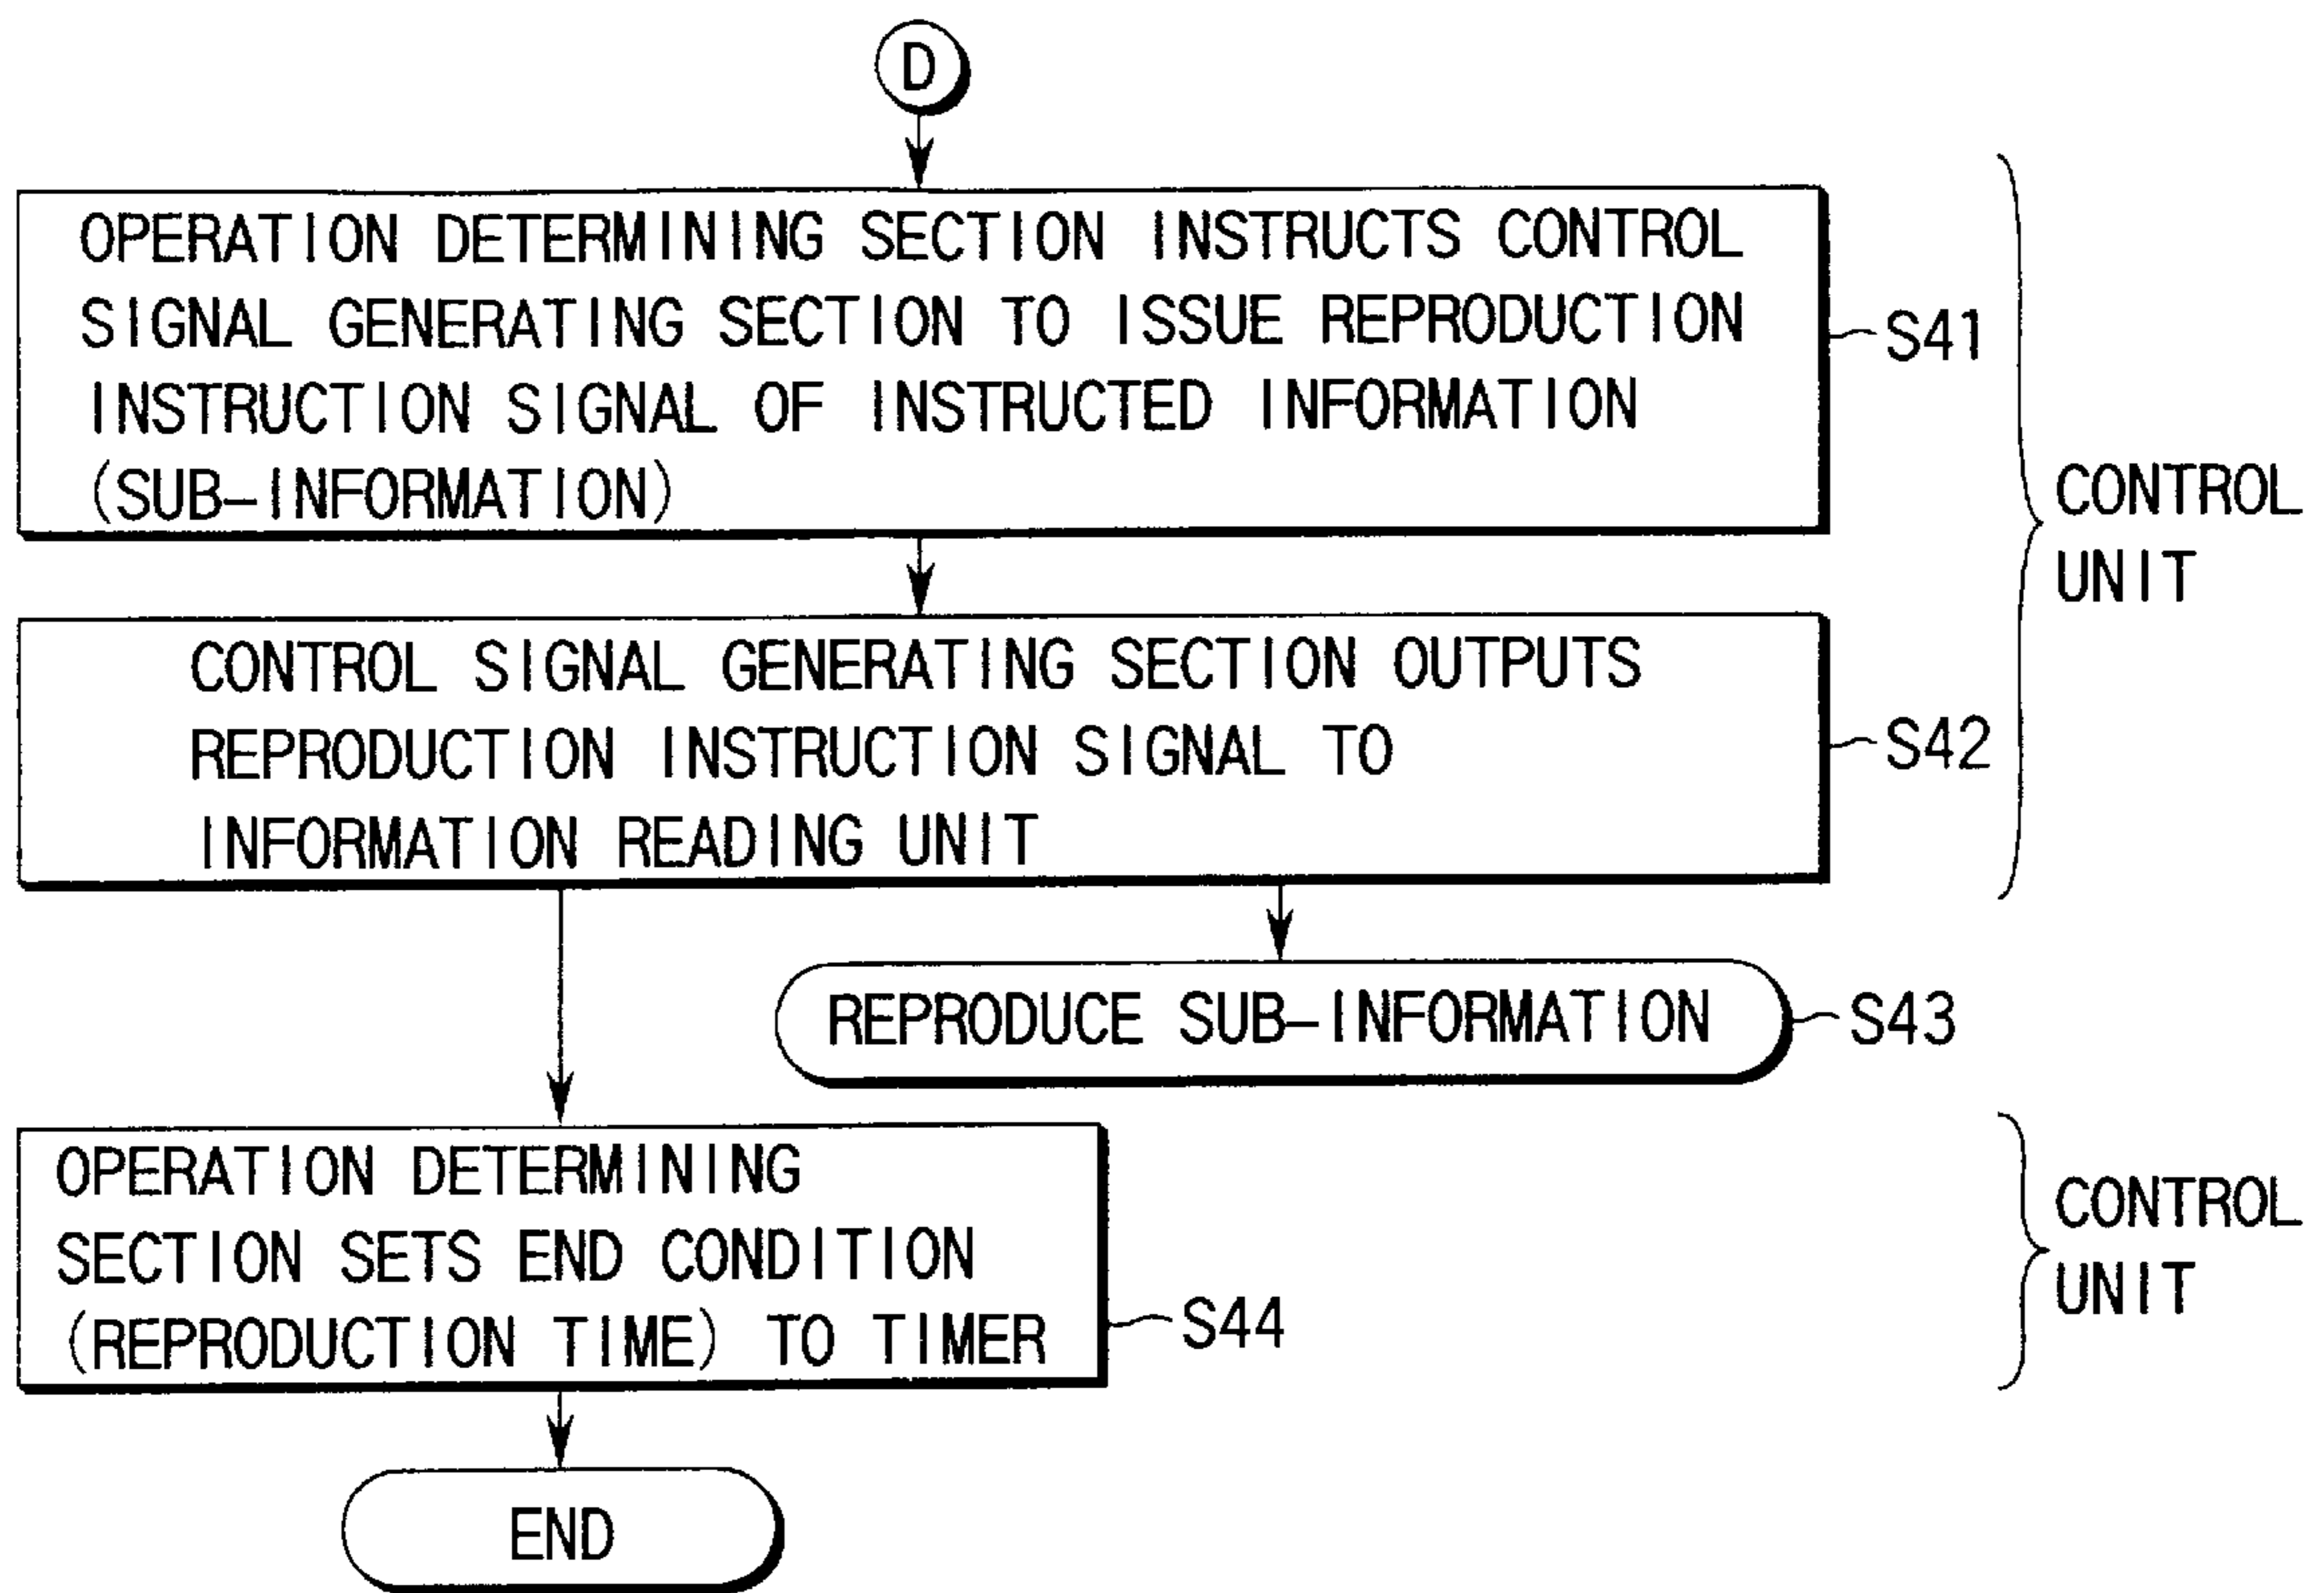 D
OPERATION DETERMINING SECTION INSTRUCTS CONTROL
SIGNAL GENERATING SECTION TO ISSUE REPRODUCTION
INSTRUCTION SIGNAL OF INSTRUCTED INFORMATION
(SUB-INFORMATION)
S41
CONTROL
UNIT
CONTROL SIGNAL GENERATING SECTION OUTPUTS
REPRODUCTION INSTRUCTION SIGNAL TO
INFORMATION READING UNIT
S42
REPRODUCE SUB-INFORMATION
S43
OPERATION DETERMINING
SECTION SETS END CONDITION
(REPRODUCTION TIME) TO TIMER
S44
CONTROL
UNIT
END